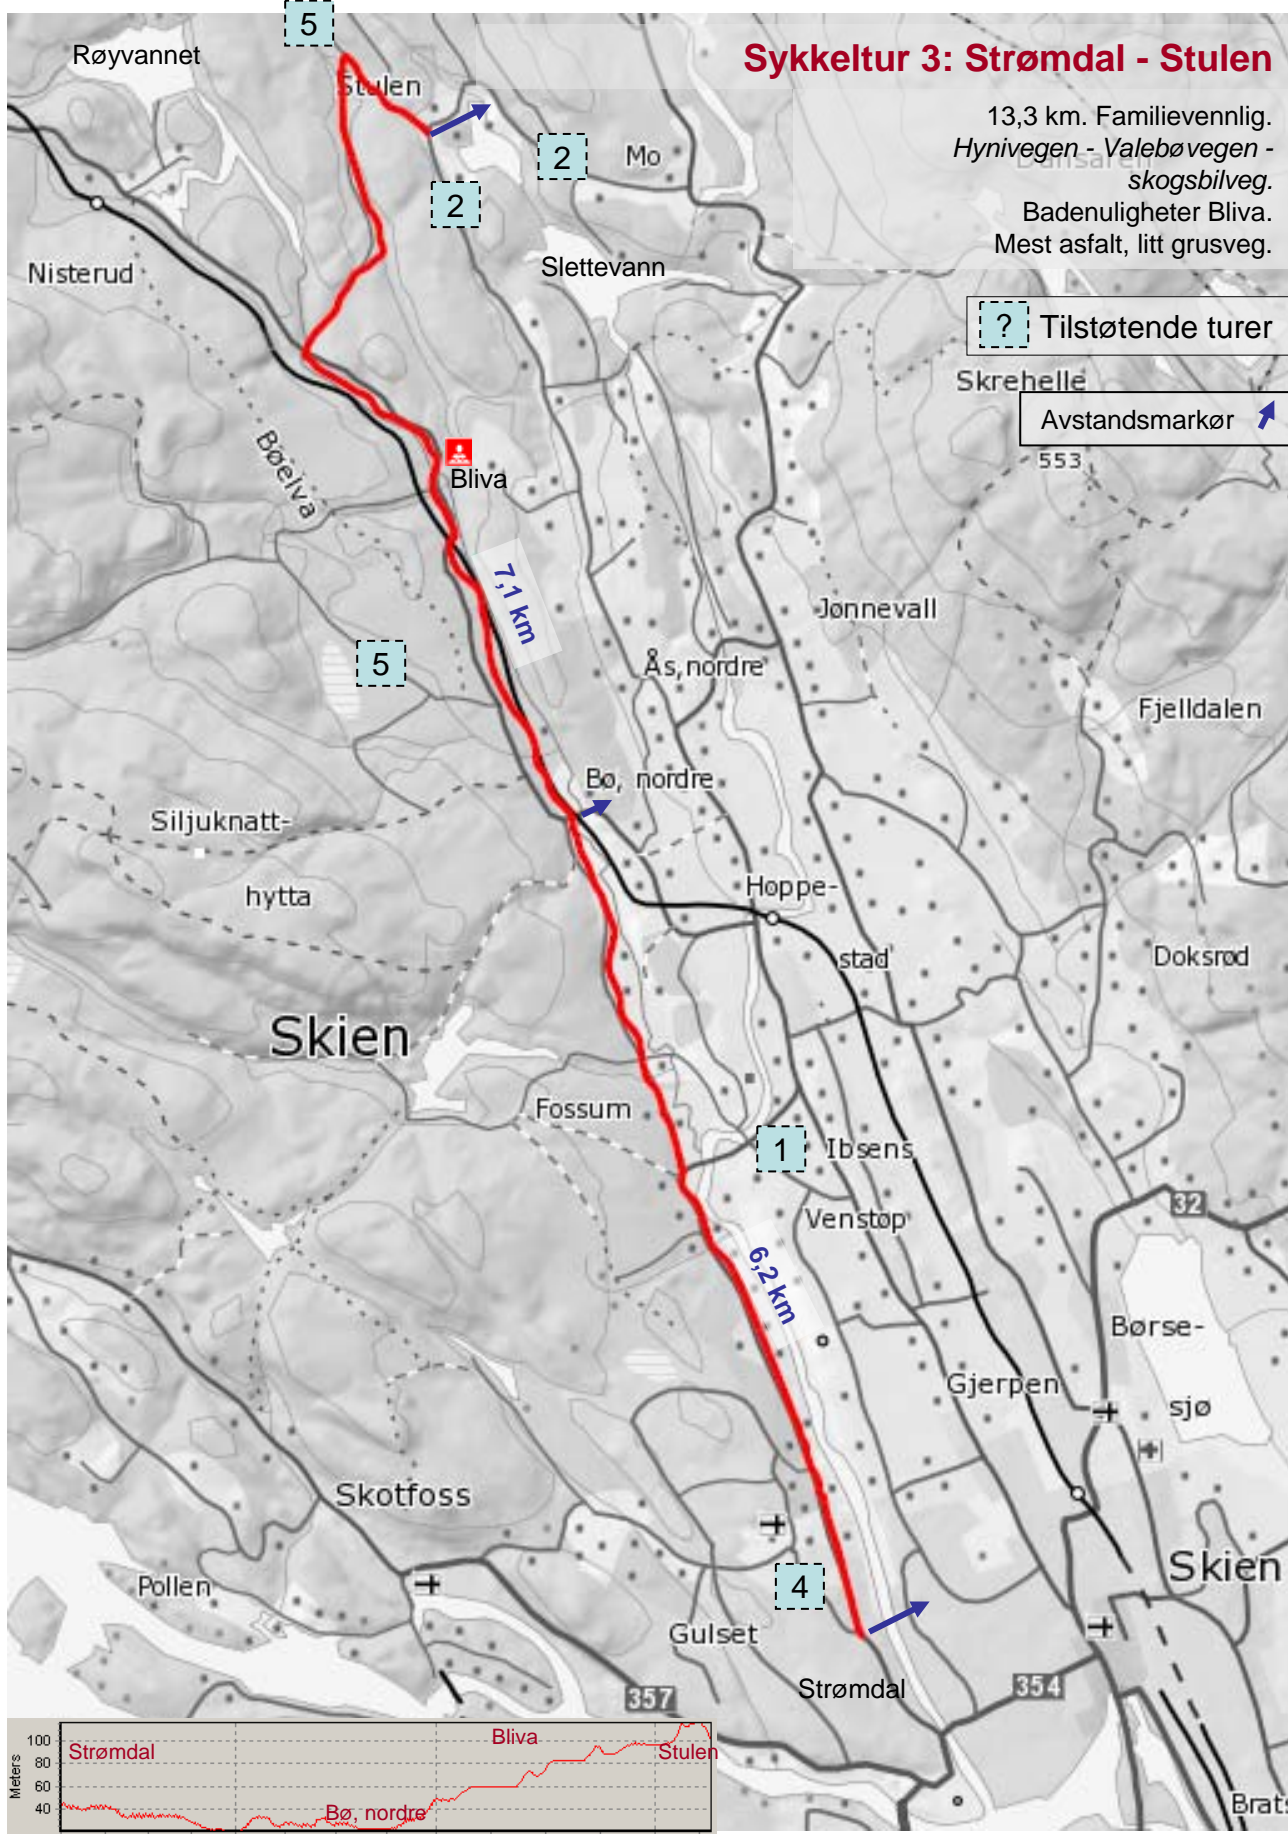 5
Røyvannet
Sykkeltur 3: Strømdal - Stulen
Stulen
13,3 km. Familievennlig.
Hynivegen - Valebøvegen -
skogsbilveg.
Badenuligheter Bliva.
Mest asfalt, litt grusveg.
2
Mo
2
Slettevann
Nisterud
? Tilstøtende turer
Skrehelle
Avstandsmarkør
553
Bøelva
Bliva
7,1 km
Jønnevall
5
Ås, nordre
Fjelldalen
Bø, nordre
Siljuknatt-
hytta
Hoppe-
stad
Doksrød
Skien
Fossum
1
Ibsens
Venstøp
32
6,2 km
Børse-
sjø
Gjerpen
Skotfoss
Skien
Pollen
4
Gulset
Strømdal
357
354
Brats
Meters
100
80
60
40
Strømdal
Bø, nordre
Bliva
Stulen